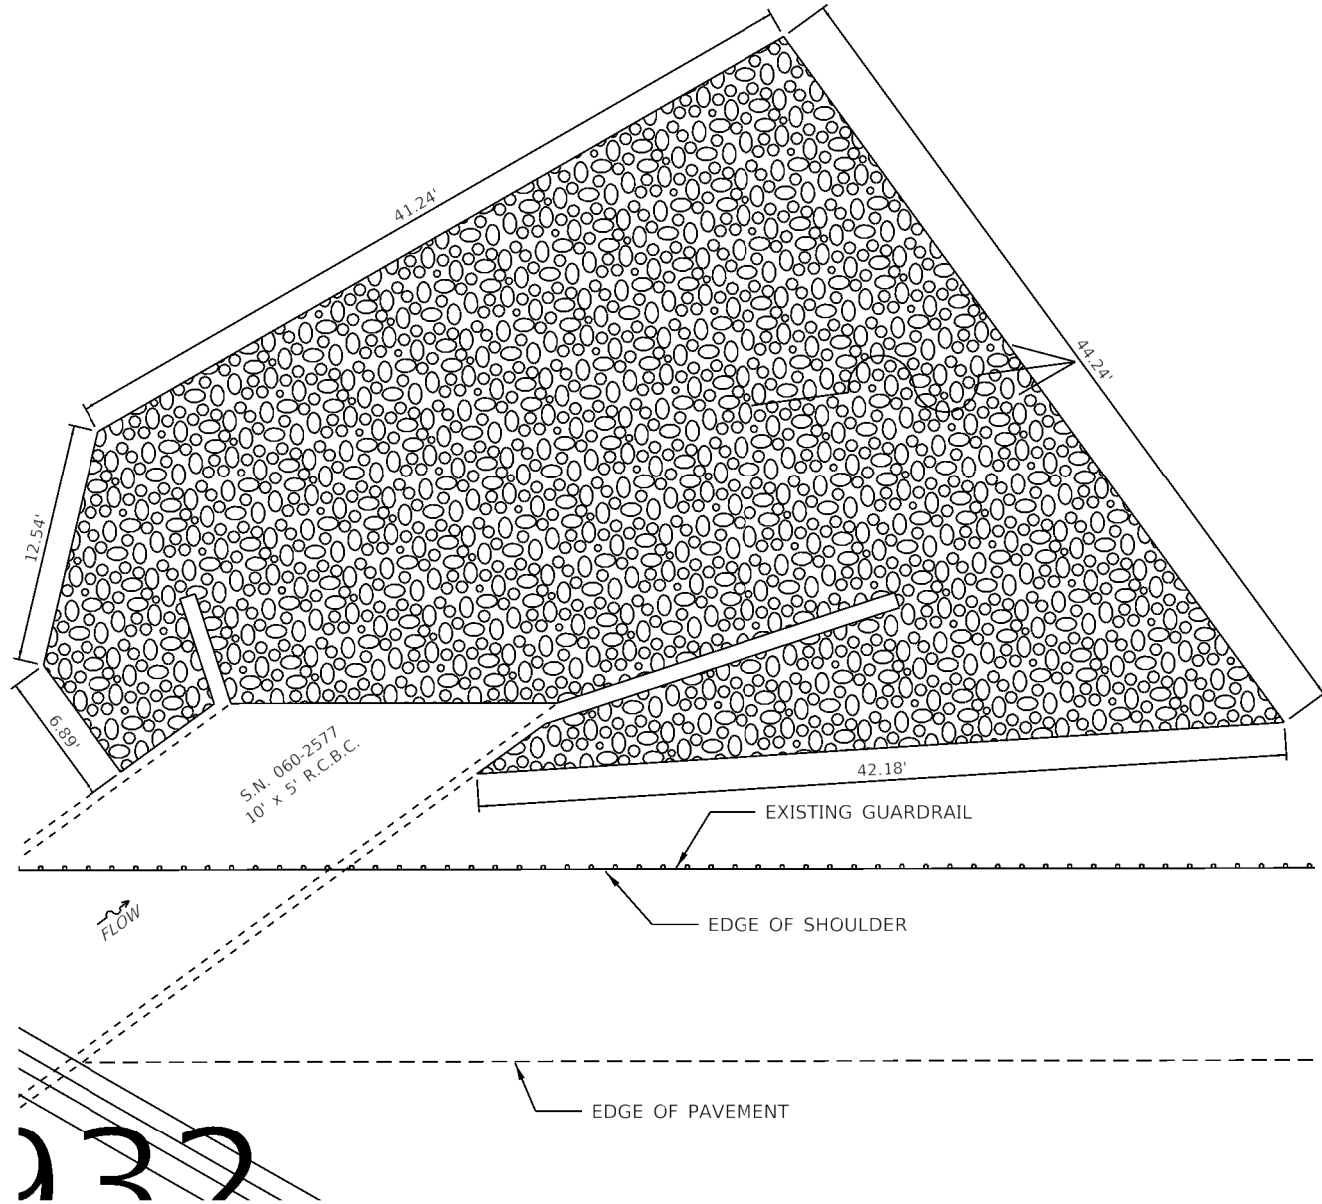 41.24'
44.24'
12.54'
6.89'
S.N. 060-2577
10' X 5' R.C.B.C.
42.18'
EXISTING GUARDRAIL
EDGE OF SHOULDER
FLOW
EDGE OF PAVEMENT
932